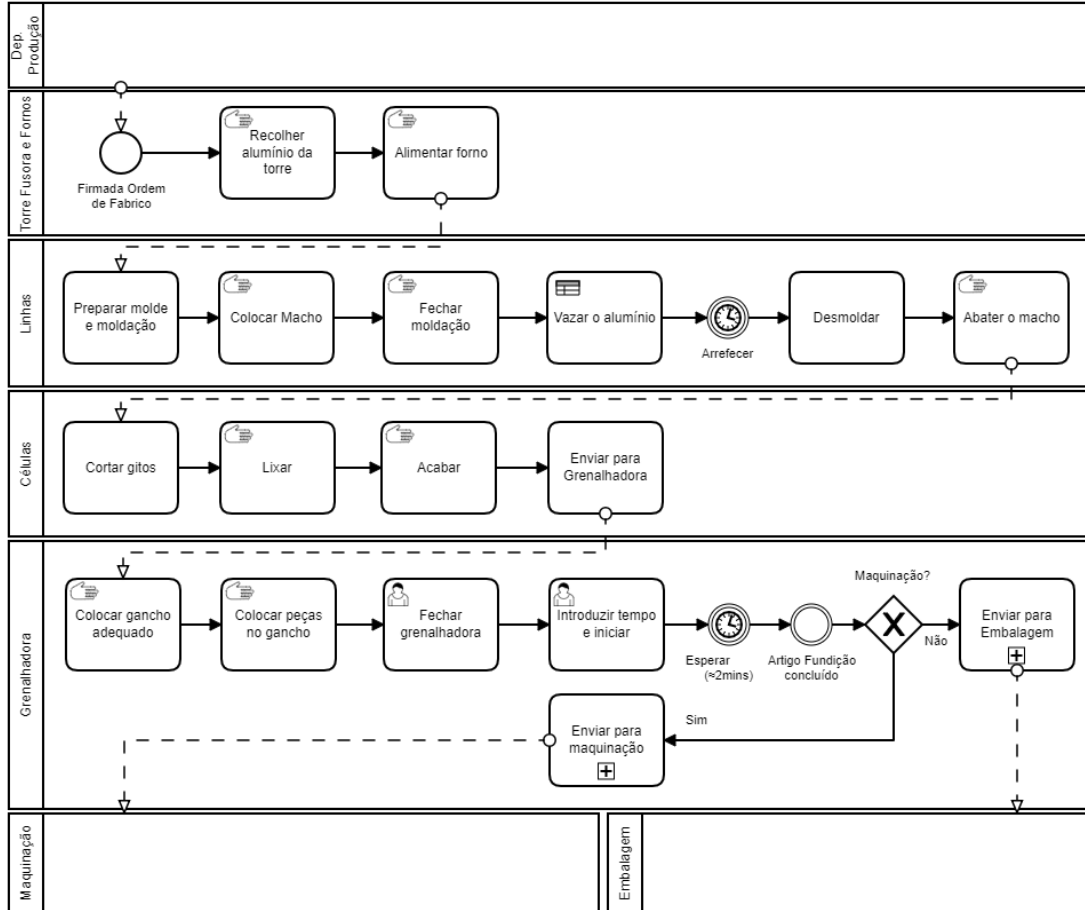 Dep.
Produção
Torre Fusora e Fornos
Firmada Ordem
de Fabrico
Recolher
alumínio da
torre
Alimentar forno
Linhas
Preparar molde
e moldação
Colocar Macho
Fechar
moldação
Vazar o alumínio
Arrefecer
Desmoldar
Abater o macho
Células
Cortar gitos
Lixar
Acabar
Enviar para
Grenalhadora
Grenalhadora
Colocar gancho
adequado
Colocar peças
no gancho
Fechar
grenalhadora
Introduzir tempo
e iniciar
Esperar
(≈2mins)
Artigo Fundição
concluído
Maquinação?
Não
Enviar para
Embalagem
Sim
Enviar para
maquinação
Maquinação
Embalagem